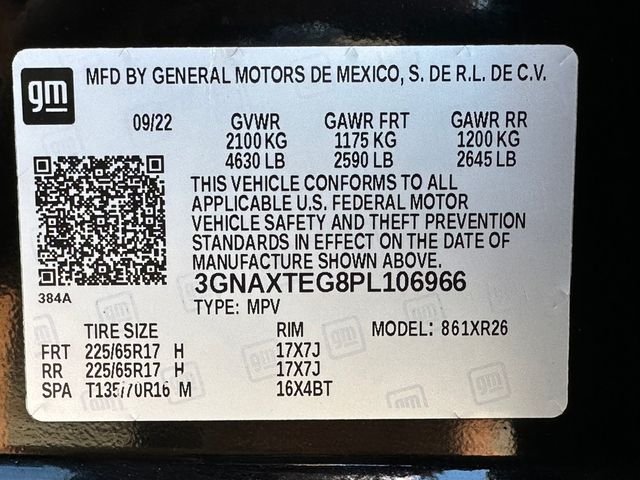 gm MFD BY GENERAL MOTORS DE MEXICO, S. DE R.L. DE C.V.
09/22 GVWR GAWR FRT GAWR RR
2100 KG 1175 KG 1200 KG
4630 LB 2590 LB 2645 LB
THIS VEHICLE CONFORMS TO ALL
APPLICABLE U.S. FEDERAL MOTOR
VEHICLE SAFETY AND THEFT PREVENTION
STANDARDS IN EFFECT ON THE DATE OF
MANUFACTURE SHOWN ABOVE.
384A
3GNAXTEG8PL106966
TYPE: MPV
TIRE SIZE RIM MODEL: 861XR26
FRT 225/65R17 H 17X7J
RR 225/65R17 H 17X7J
SPA T135/70R16 M 16X4BT